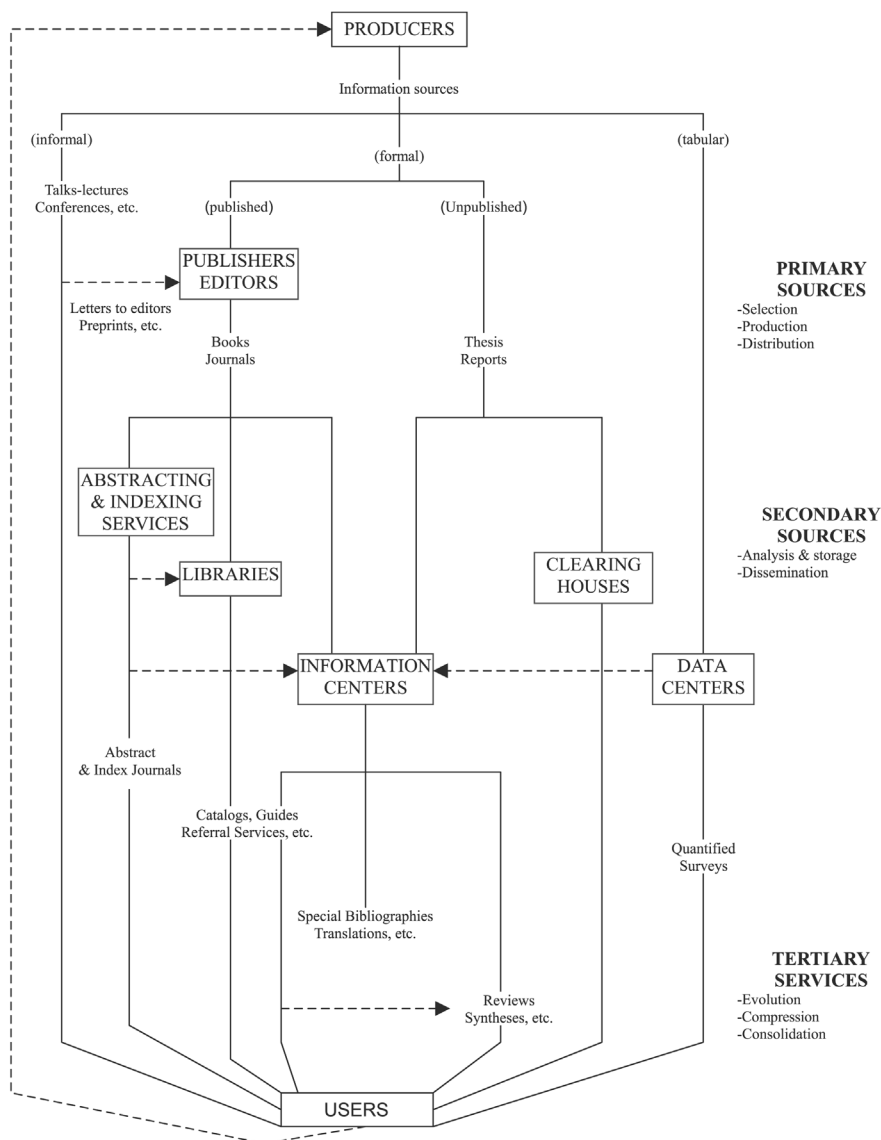 PRODUCERS
Information sources
(informal)
(formal)
(tabular)
Talks-lectures
Conferences, etc.
(published)
(Unpublished)
PUBLISHERS
EDITORS
Letters to editors
Preprints, etc.
Books
Journals
Thesis
Reports
PRIMARY
SOURCES
-Selection
-Production
-Distribution
ABSTRACTING
& INDEXING
SERVICES
LIBRARIES
CLEARING
HOUSES
SECONDARY
SOURCES
-Analysis & storage
-Dissemination
INFORMATION
CENTERS
DATA
CENTERS
Abstract
& Index Journals
Catalogs, Guides
Referral Services, etc.
Quantified
Surveys
Special Bibliographies
Translations, etc.
Reviews
Syntheses, etc.
TERTIARY
SERVICES
-Evolution
-Compression
-Consolidation
USERS